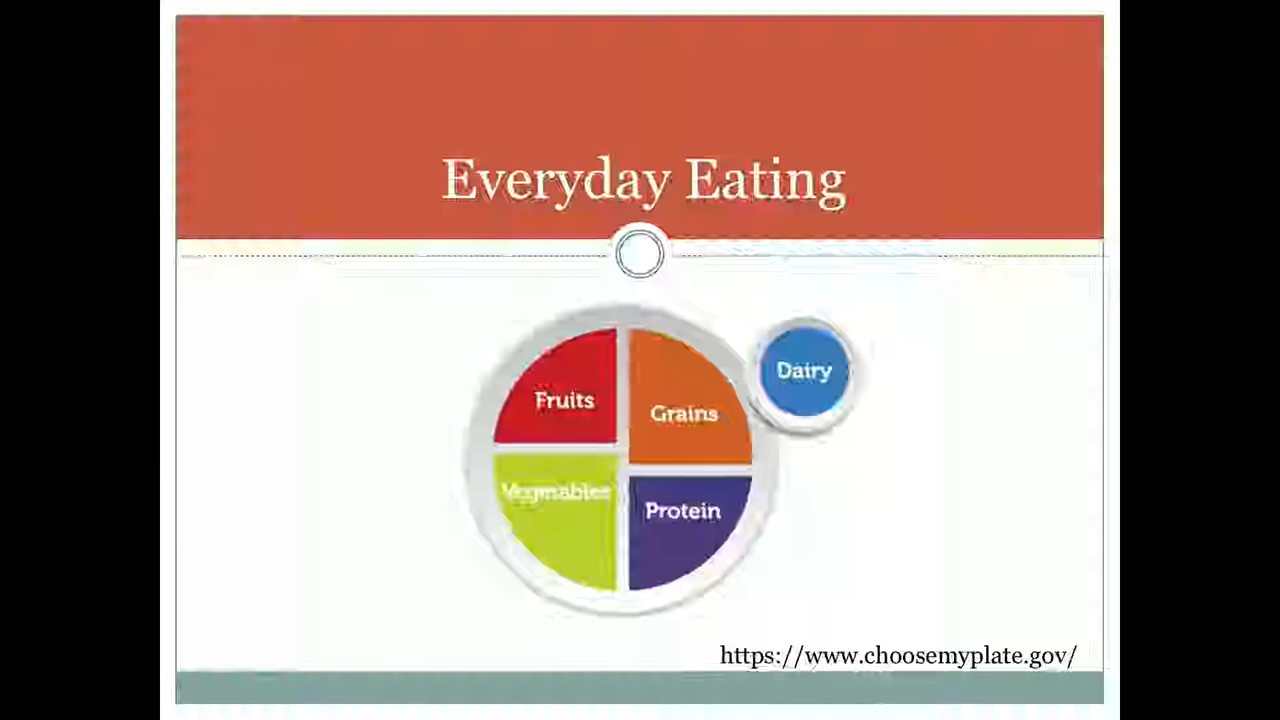 Everyday Eating
Dairy
Fruits
Grains
Vegetables
Protein
https://www.choosemyplate.gov/